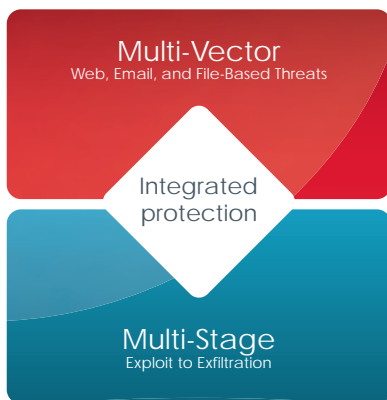 Multi-Vector
Web, Email, and File-Based Threats
Integrated
protection
Multi-Stage
Exploit to Exfiltration